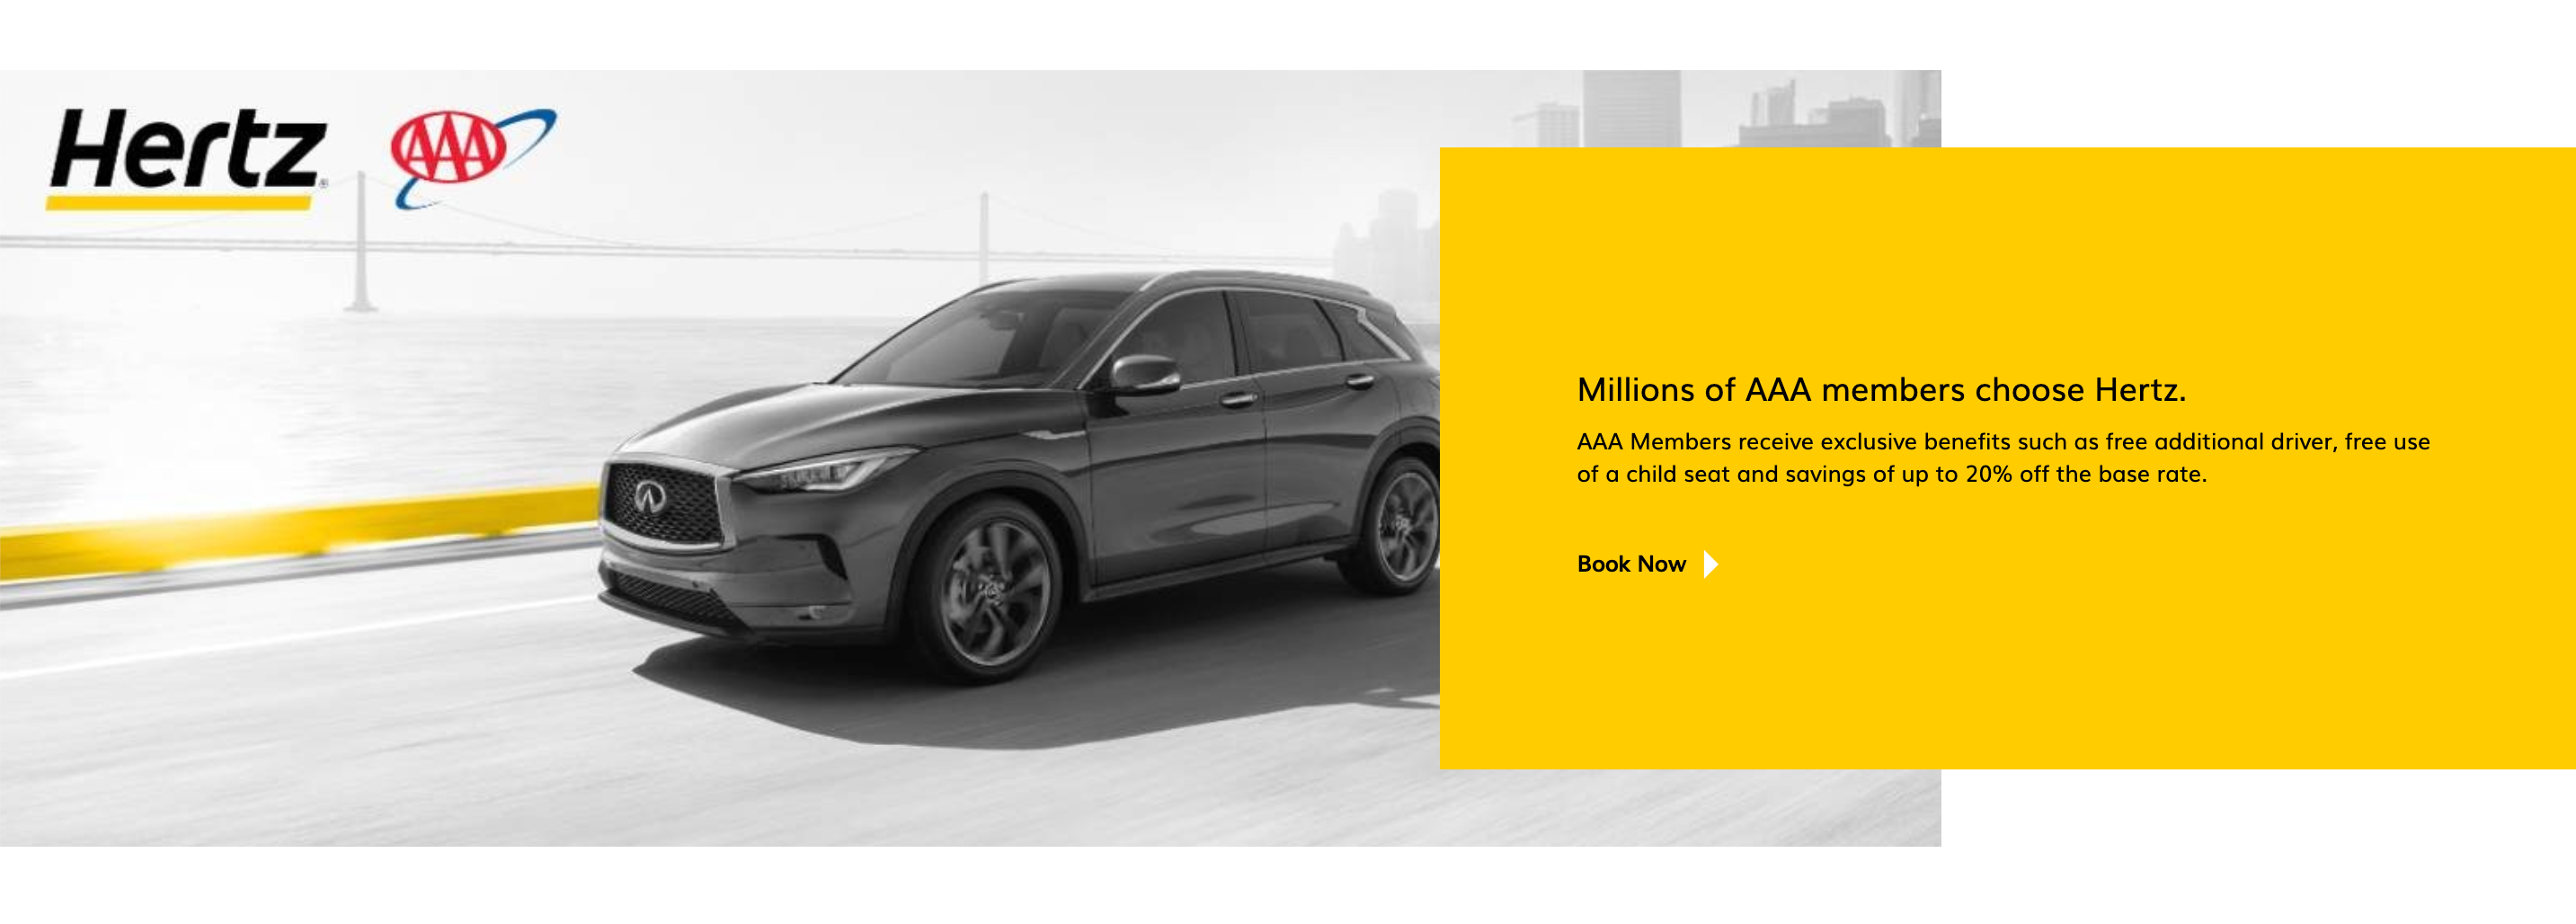 Hertz
AAA
Millions of AAA members choose Hertz.
AAA Members receive exclusive benefits such as free additional driver, free use
of a child seat and savings of up to 20% off the base rate.
Book Now